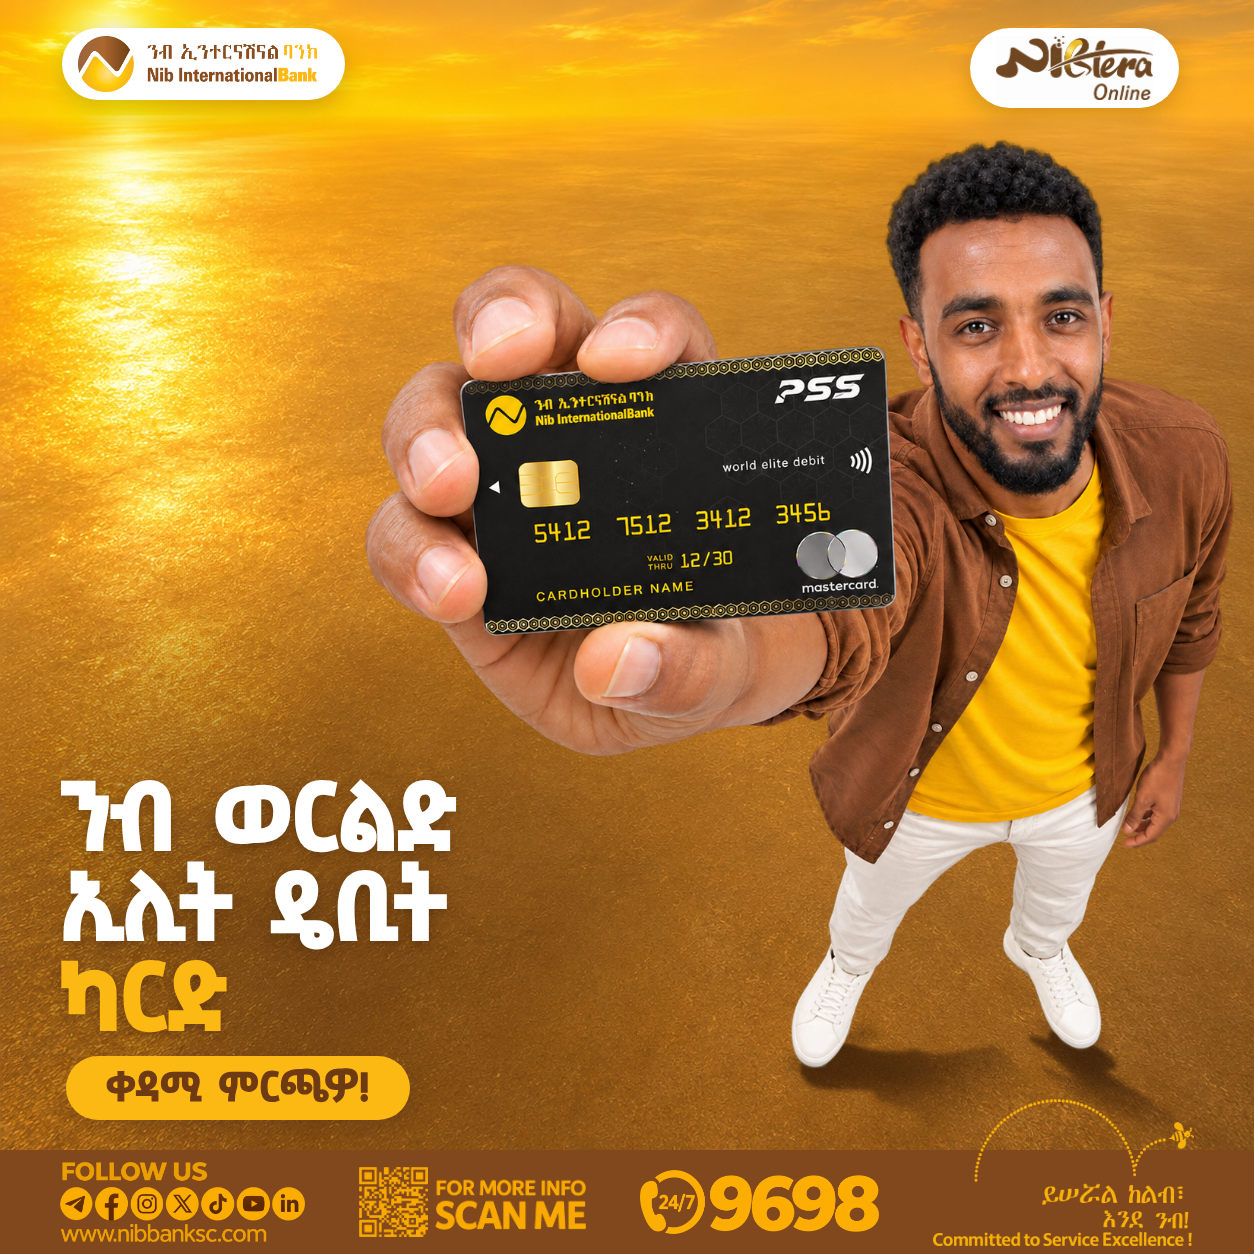 ንብ ኢንተርናሽናል ባንክ
Nib InternationalBank
NiBtera
Online
ንብ ኢንተርናሽናል ባንክ
Nib InternationalBank
PSS
world elite debit
5412 7512 3412 3456
VALID THRU 12/30
CARDHOLDER NAME
mastercard.
ንብ ወርልድ
ኢሊት ዴቢት
ካርድ
ቀዳሚ ምርጫዎ!
FOLLOW US
www.nibbanksc.com
FOR MORE INFO
SCAN ME
24/7 9698
ይሠሯል ከልብ፣
እንደ ንብ!
Committed to Service Excellence !